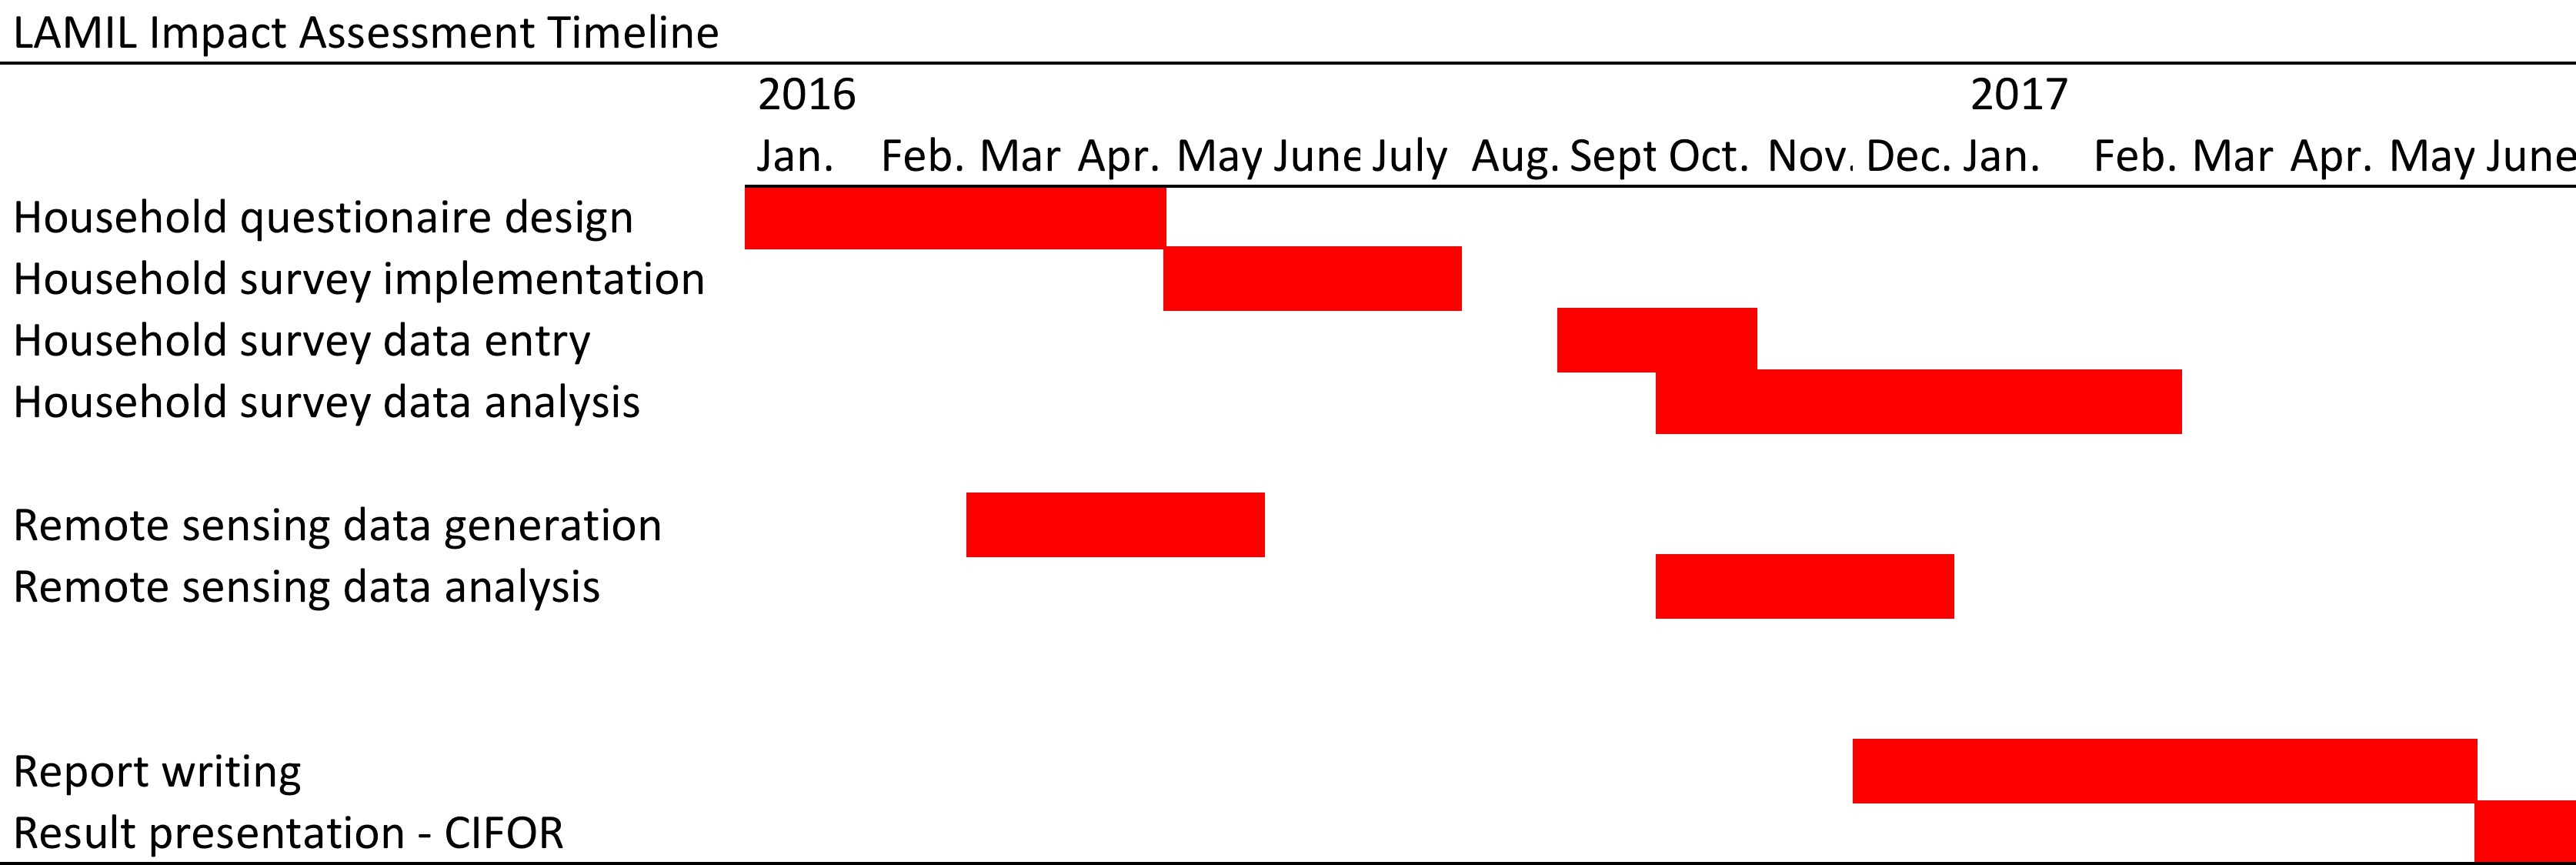 LAMIL Impact Assessment Timeline
2016 2017
Jan. Feb. Mar Apr. May June July Aug. Sept Oct. Nov. Dec. Jan. Feb. Mar Apr. May June
Household questionaire design
Household survey implementation
Household survey data entry
Household survey data analysis
Remote sensing data generation
Remote sensing data analysis
Report writing
Result presentation - CIFOR